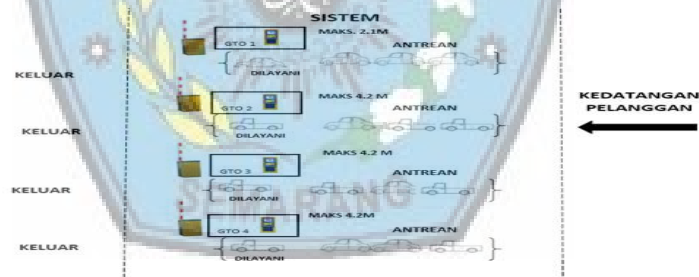 SISTEM
MAKS. 2,1M
GTO 1
ANTREAN
DILAYANI
KELUAR
MAKS 4.2 M
GTO 2
ANTREAN
DILAYANI
KELUAR
KEDATANGAN
PELANGGAN
MAKS 4.2 M
GTO 3
ANTREAN
DILAYANI
KELUAR
SEMARANG
MAKS 4.2M
GTO 4
ANTREAN
DILAYANI
KELUAR